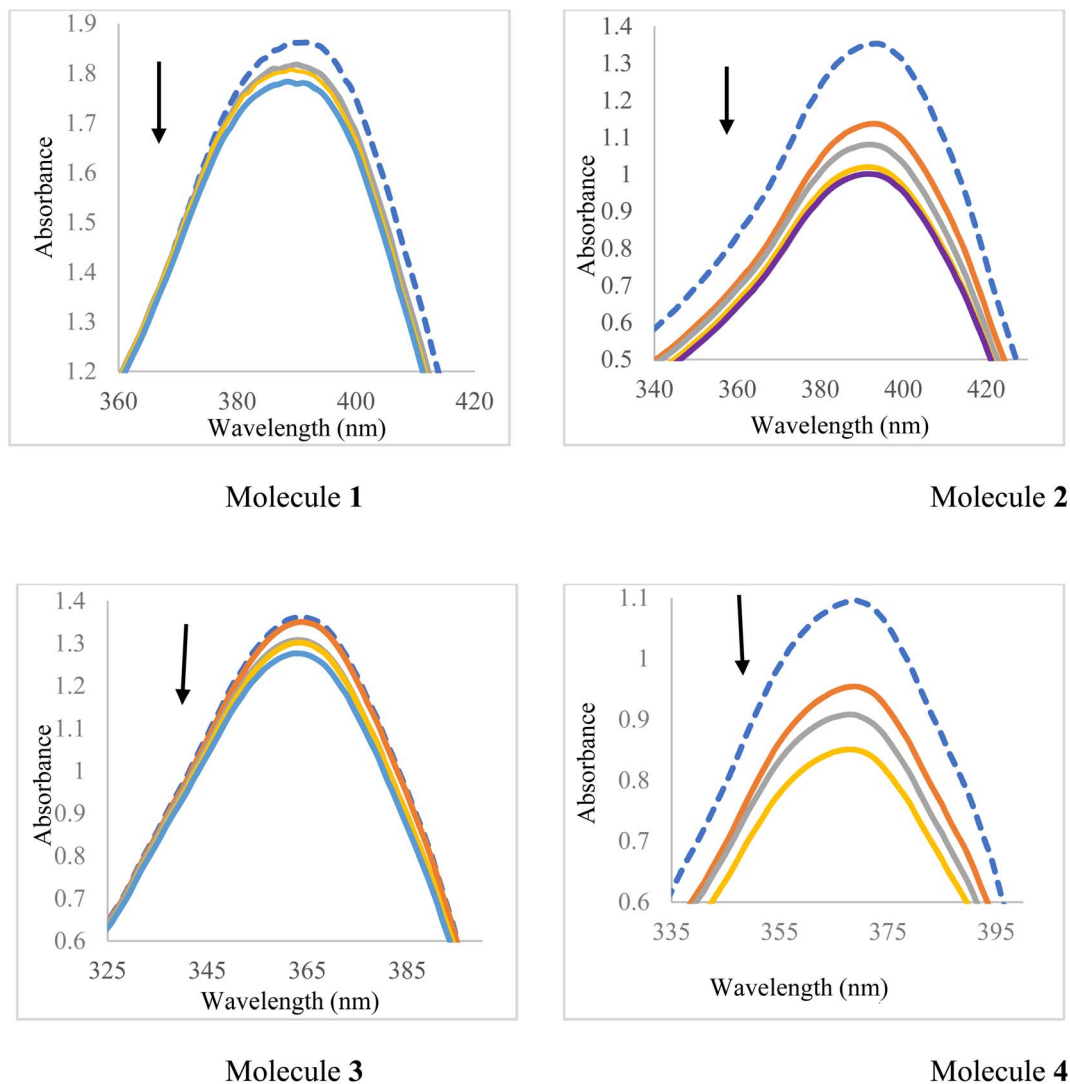 1.9
1.8
1.7
1.6
1.5
1.4
1.3
1.2
Absorbance
360 380 400 420
Wavelength (nm)
Molecule 1
1.4
1.3
1.2
1.1
1
0.9
0.8
0.7
0.6
0.5
Absorbance
340 360 380 400 420
Wavelength (nm)
Molecule 2
1.4
1.3
1.2
1.1
1
0.9
0.8
0.7
0.6
Absorbance
325 345 365 385
Wavelength (nm)
Molecule 3
1.1
1
0.9
0.8
0.7
0.6
Absorbance
335 355 375 395
Wavelength (nm)
Molecule 4